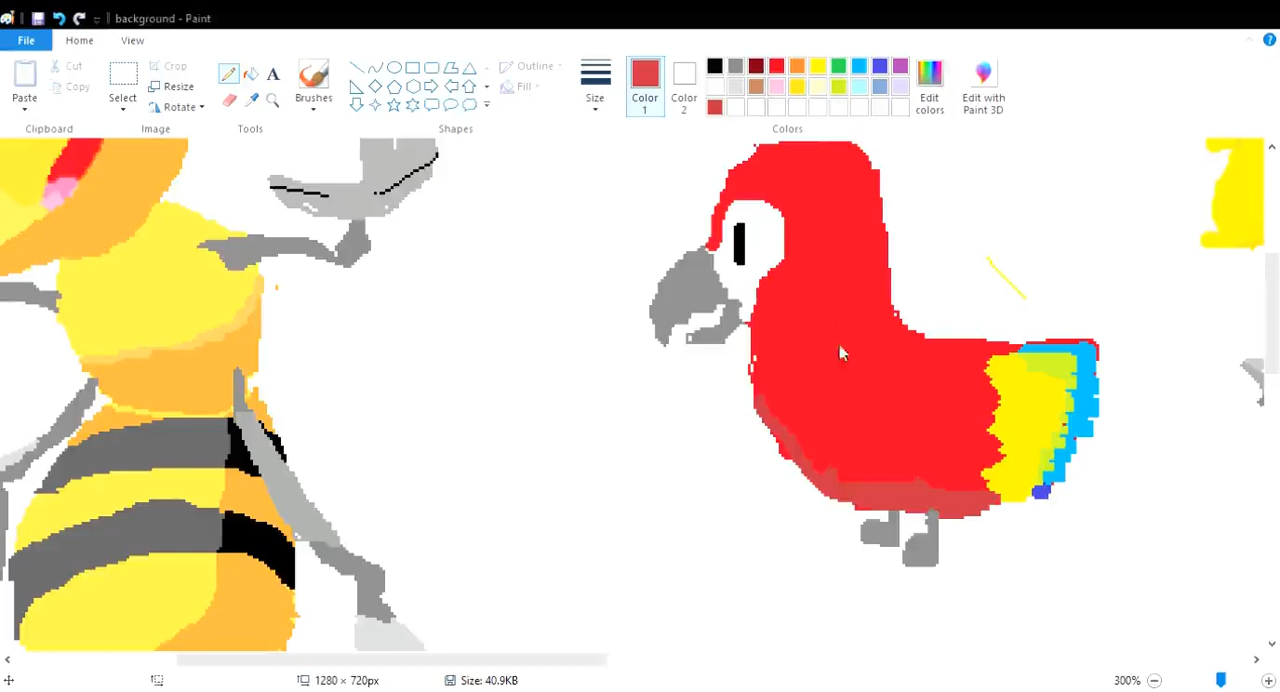 background - Paint
File Home View
Paste
Cut
Copy
Clipboard
Select
Crop
Resize
Rotate
Image
A
Tools
Brushes
Outline
Fill
Shapes
Size
Color 1
Color 2
Edit colors
Edit with Paint 3D
Colors
1280 × 720px
Size: 40.9KB
300%